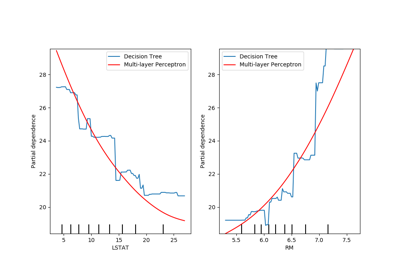 Decision Tree
Multi-layer Perceptron
28
26
24
22
20
Partial dependence
5
10
15
20
25
LSTAT
Decision Tree
Multi-layer Perceptron
28
26
24
22
20
Partial dependence
5.5
6.0
6.5
7.0
7.5
RM